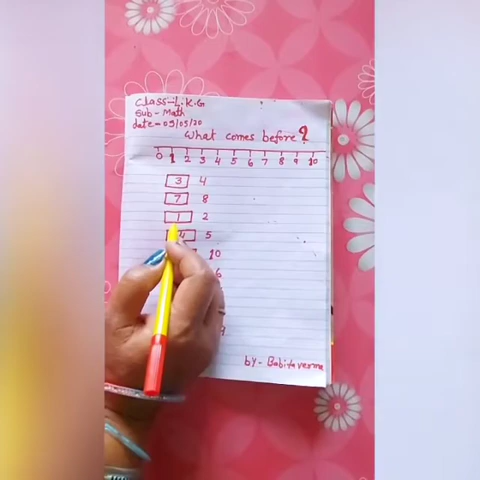 Class-L.K.G
Sub- Math
date- 05/05/20
What comes before ?
0 1 2 3 4 5 6 7 8 9 10
3 4
7 8
1 2
4 5
10
6
by- Babita verma